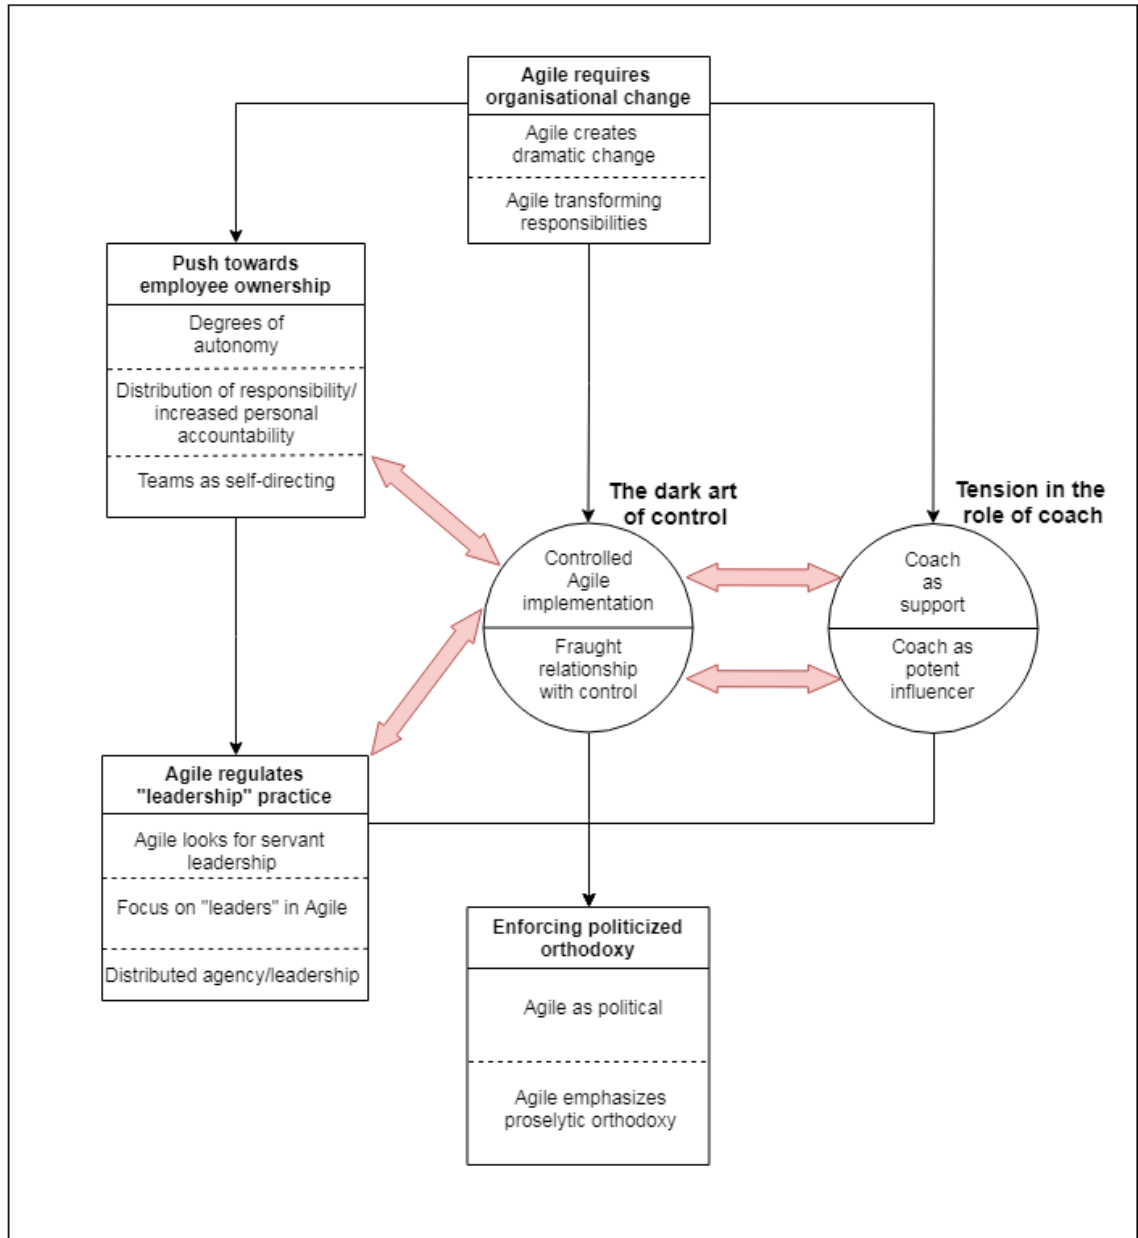 Agile requires
organisational change
Agile creates
dramatic change
Agile transforming
responsibilities
Push towards
employee ownership
Degrees of
autonomy
Distribution of responsibility/
increased personal
accountability
Teams as self-directing
The dark art
of control
Controlled
Agile
implementation
Fraught
relationship
with control
Tension in the
role of coach
Coach
as
support
Coach as
potent
influencer
Agile regulates
"leadership" practice
Agile looks for servant
leadership
Focus on "leaders" in Agile
Distributed agency/leadership
Enforcing politicized
orthodoxy
Agile as political
Agile emphasizes
proselytic orthodoxy